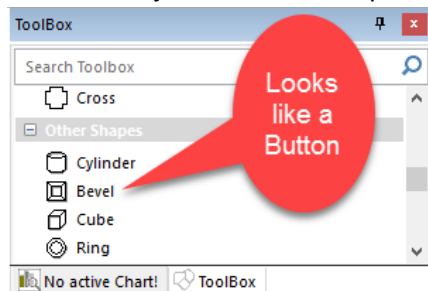 ToolBox
Search Toolbox
Cross
Other Shapes
Cylinder
Bevel
Cube
Ring
Looks
like a
Button
No active Chart!
ToolBox